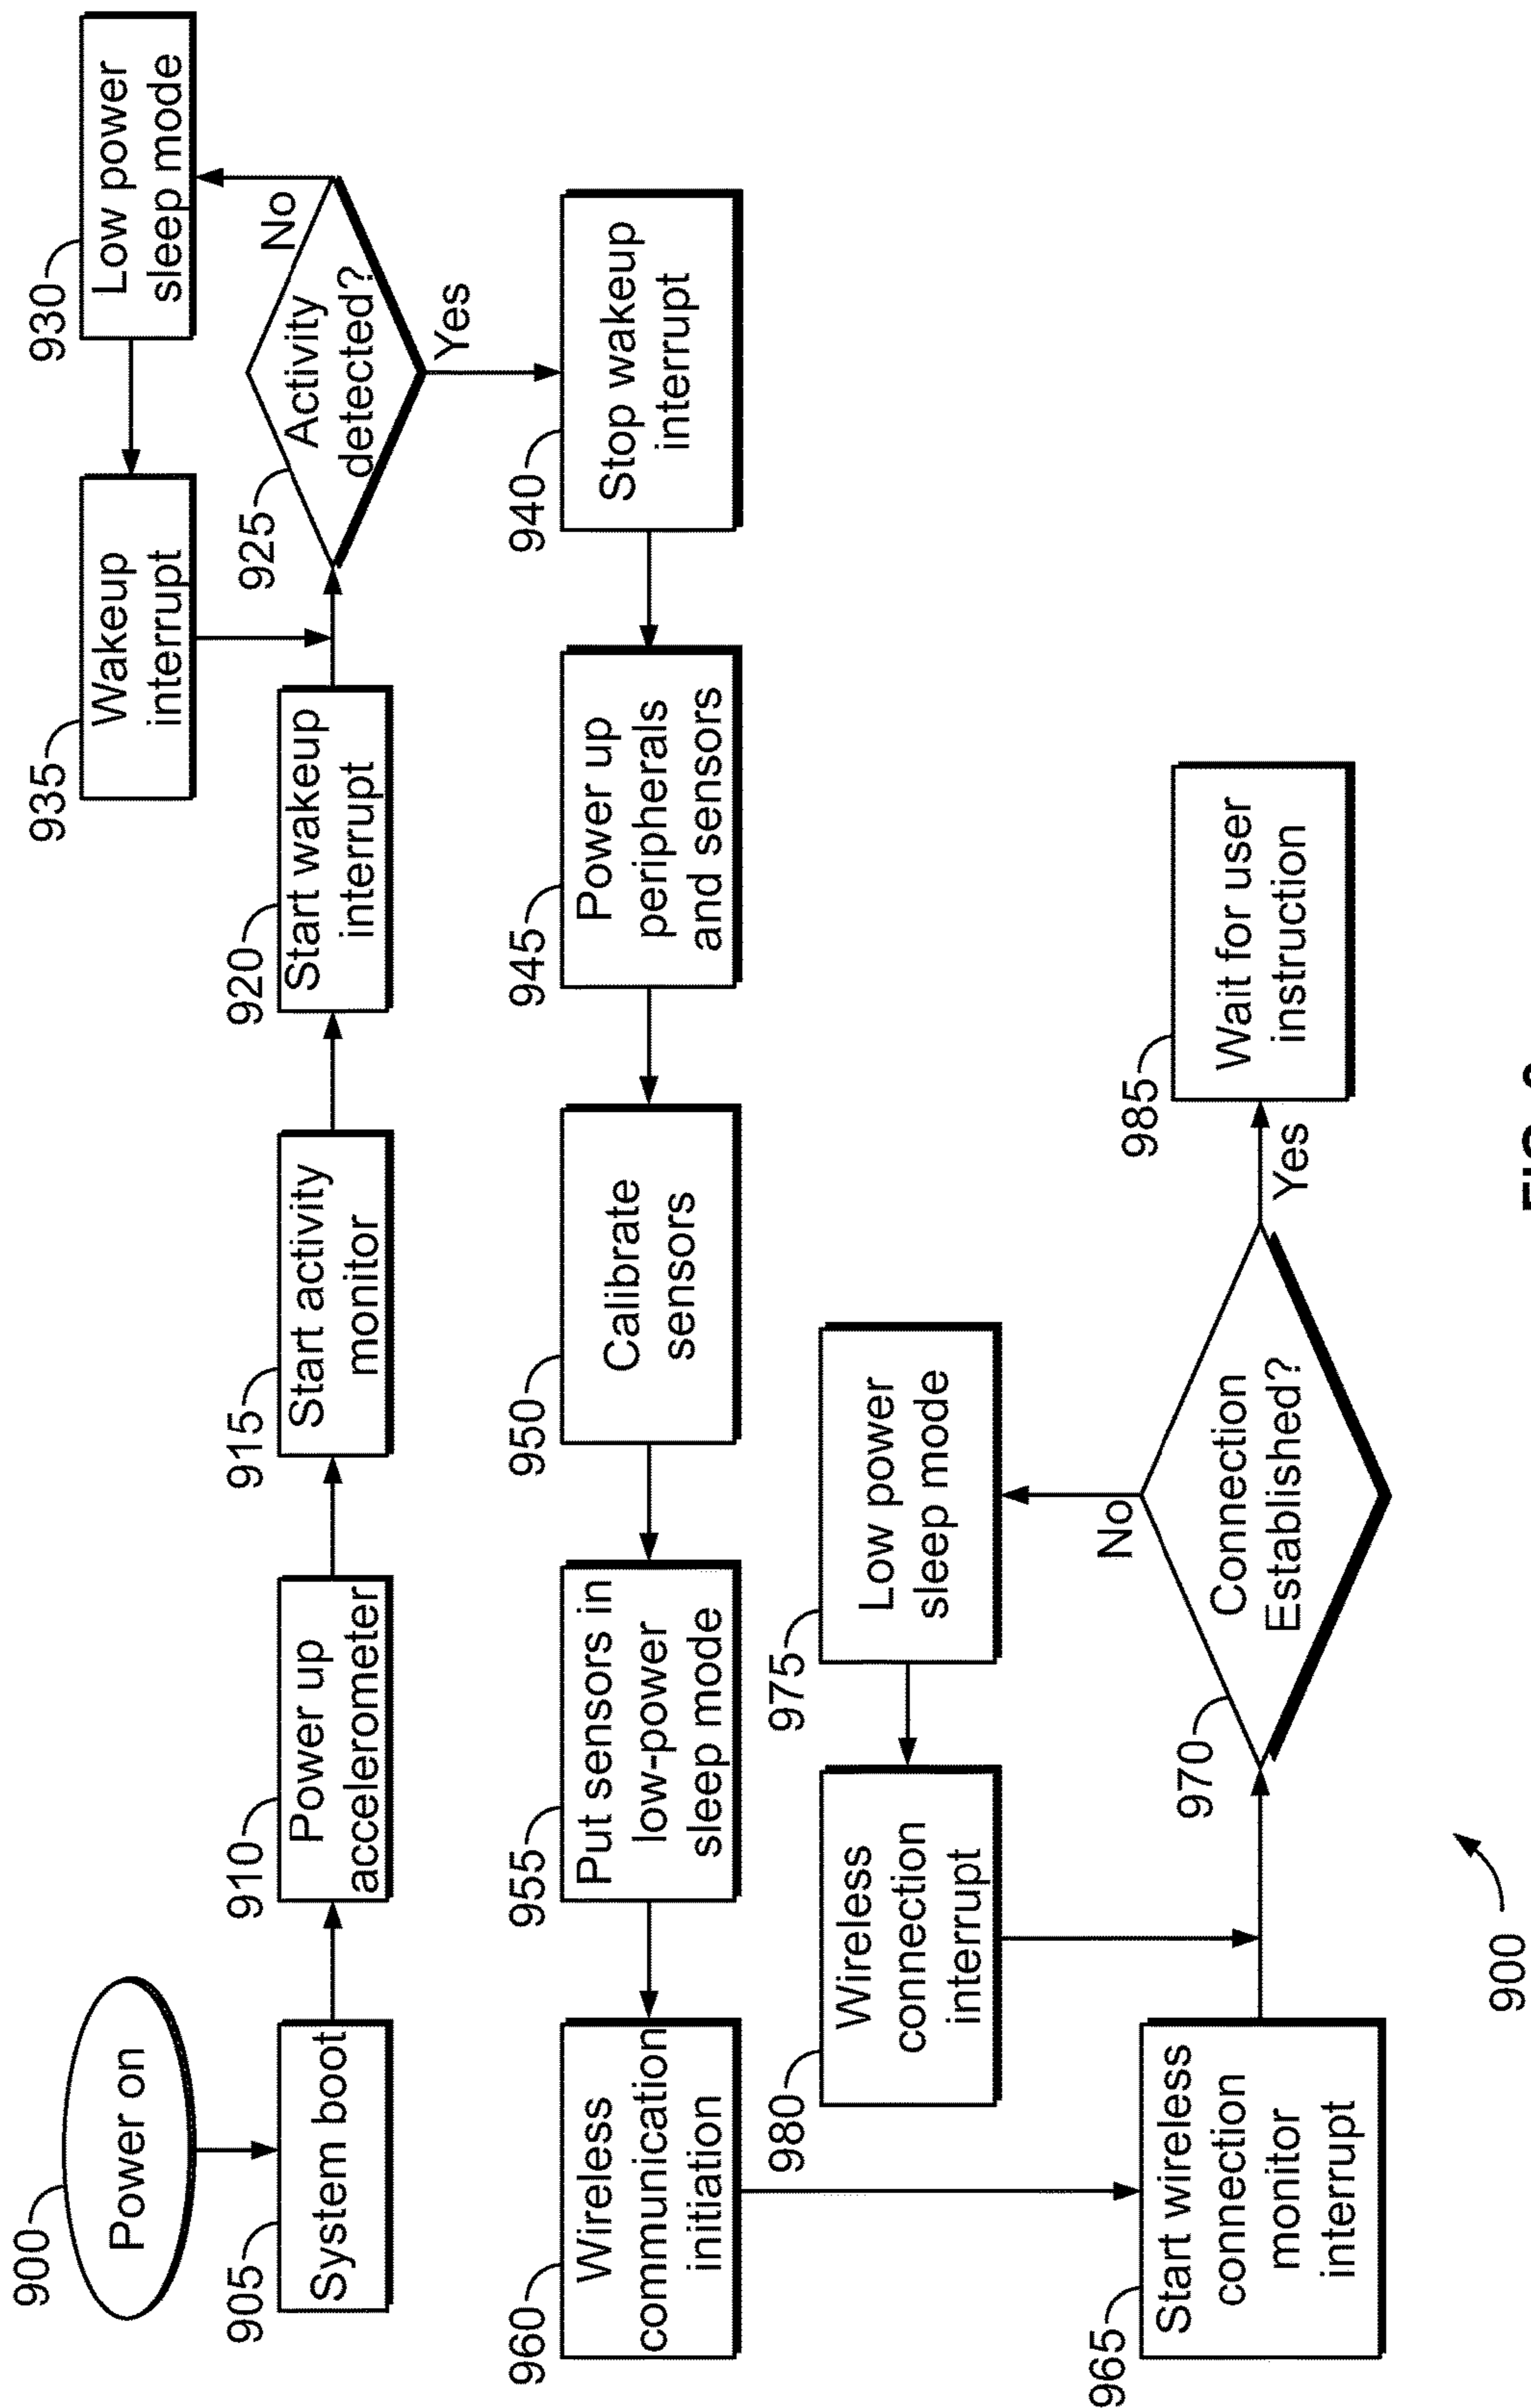 900
Power on
905
System boot
910
Power up
accelerometer
915
Start activity
monitor
920
Start wakeup
interrupt
925
Activity
detected?
No
930
Low power
sleep mode
935
Wakeup
interrupt
Yes
940
Stop wakeup
interrupt
945
Power up
peripherals
and sensors
950
Calibrate
sensors
955
Put sensors in
low-power
sleep mode
960
Wireless
communication
initiation
965
Start wireless
connection
monitor
interrupt
970
Connection
Established?
No
975
Low power
sleep mode
980
Wireless
connection
interrupt
Yes
985
Wait for user
instruction
900
FIG.